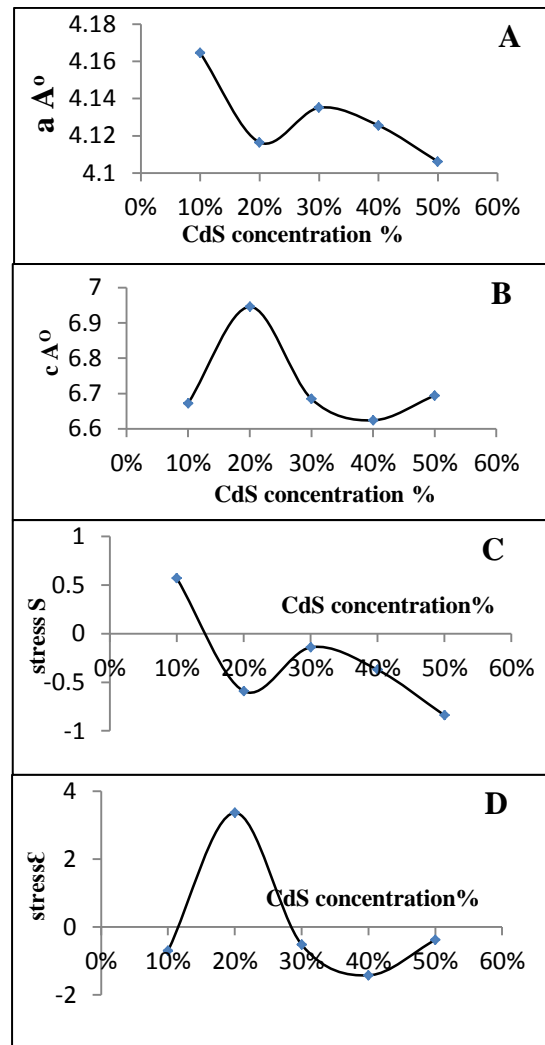 A
4.18
4.16
4.14
4.12
4.1
a Aº
0% 10% 20% 30% 40% 50% 60%
CdS concentration %
B
7
6.9
6.8
6.7
6.6
c Aº
0% 10% 20% 30% 40% 50% 60%
CdS concentration %
C
1
0.5
0
-0.5
-1
stress S
CdS concentration%
0% 10% 20% 30% 40% 50% 60%
D
4
2
0
-2
stressƐ
CdS concentration%
0% 10% 20% 30% 40% 50% 60%